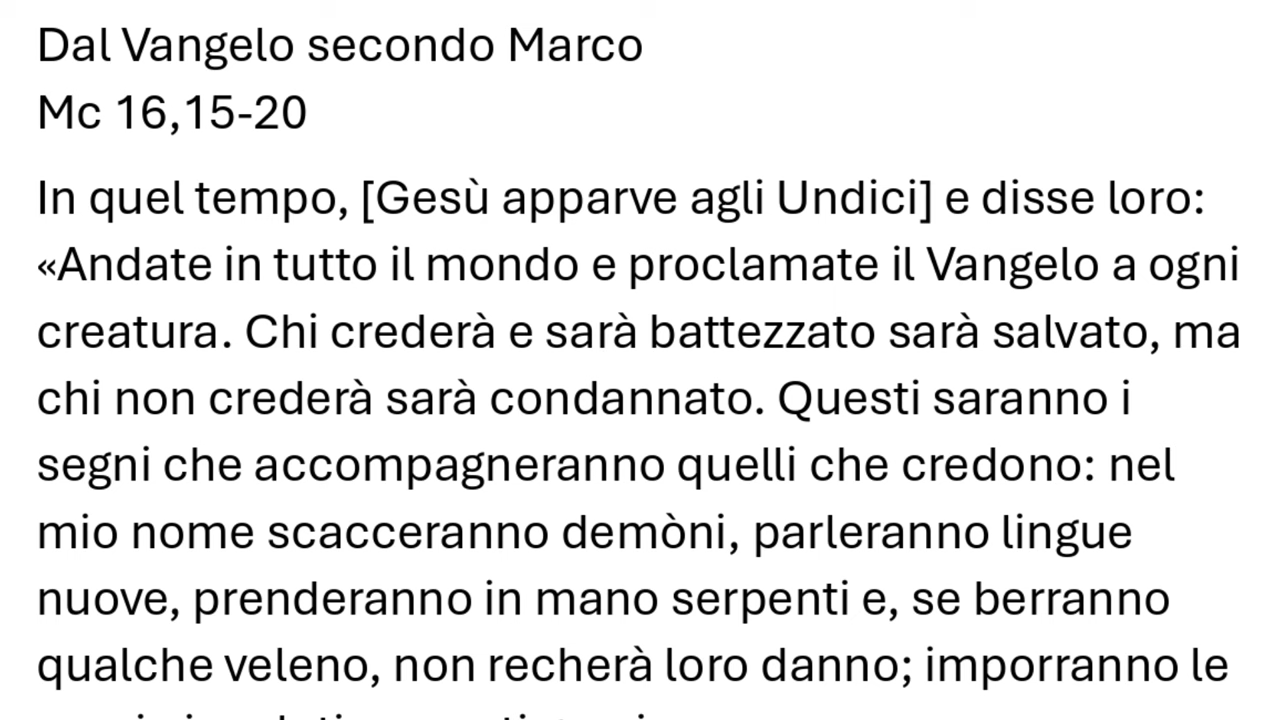 Dal Vangelo secondo Marco
Mc 16,15-20
In quel tempo, [Gesù apparve agli Undici] e disse loro:
«Andate in tutto il mondo e proclamate il Vangelo a ogni
creatura. Chi crederà e sarà battezzato sarà salvato, ma
chi non crederà sarà condannato. Questi saranno i
segni che accompagneranno quelli che credono: nel
mio nome scacceranno demòni, parleranno lingue
nuove, prenderanno in mano serpenti e, se berranno
qualche veleno, non recherà loro danno; imporranno le